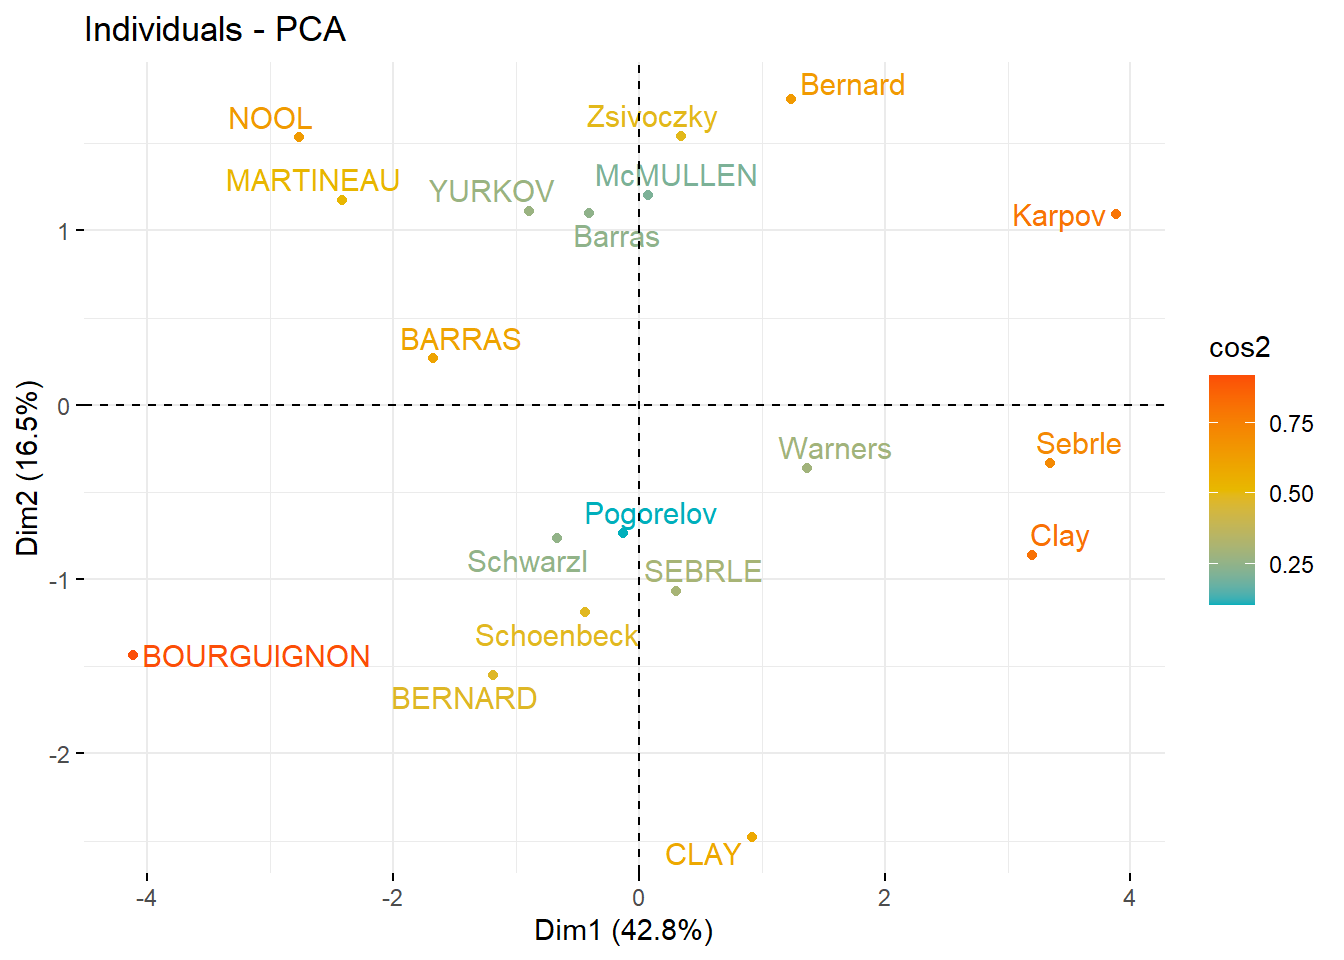 Individuals - PCA
Bernard
NOOL
Zsivoczky
MARTINEAU
YURKOV
McMULLEN
Karpov
Barras
BARRAS
Warners
Sebrle
Pogorelov
Clay
Schwarzl
SEBRLE
Schoenbeck
BOURGUIGNON
BERNARD
CLAY
1
0
-1
-2
Dim2 (16.5%)
-4
-2
0
2
4
Dim1 (42.8%)
cos2
0.75
0.50
0.25